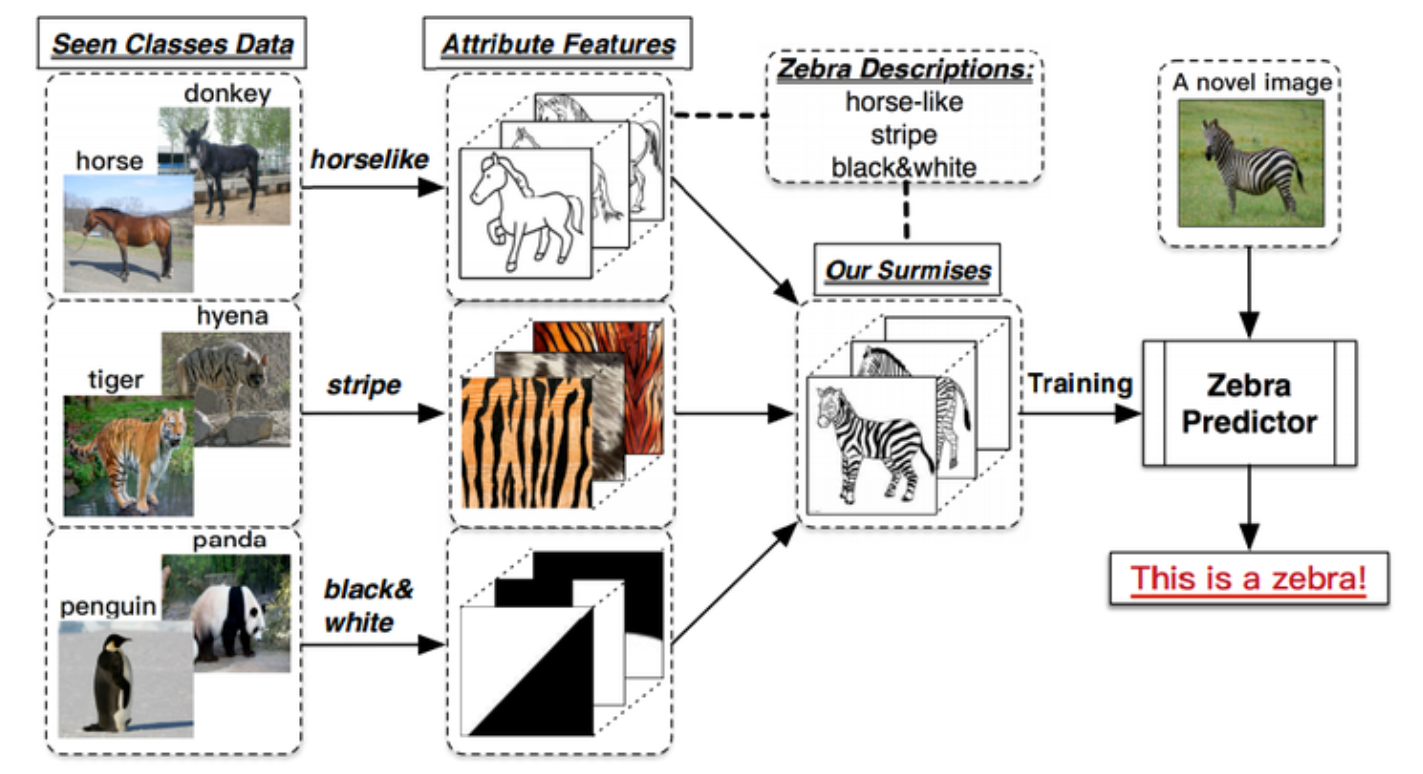 Seen Classes Data
Attribute Features
Zebra Descriptions:
horse-like
stripe
black&white
A novel image
donkey
horse
horselike
Our Surmises
hyena
tiger
stripe
Training
Zebra
Predictor
panda
penguin
black&
white
This is a zebra!